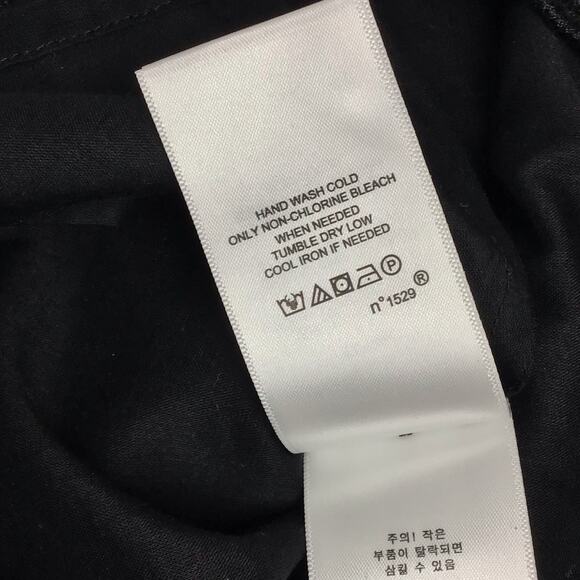 HAND WASH COLD
ONLY NON-CHLORINE BLEACH
WHEN NEEDED
TUMBLE DRY LOW
COOL IRON IF NEEDED
P
n°1529®
주의! 작은
부품이 탈락되면
삼킬 수 있음